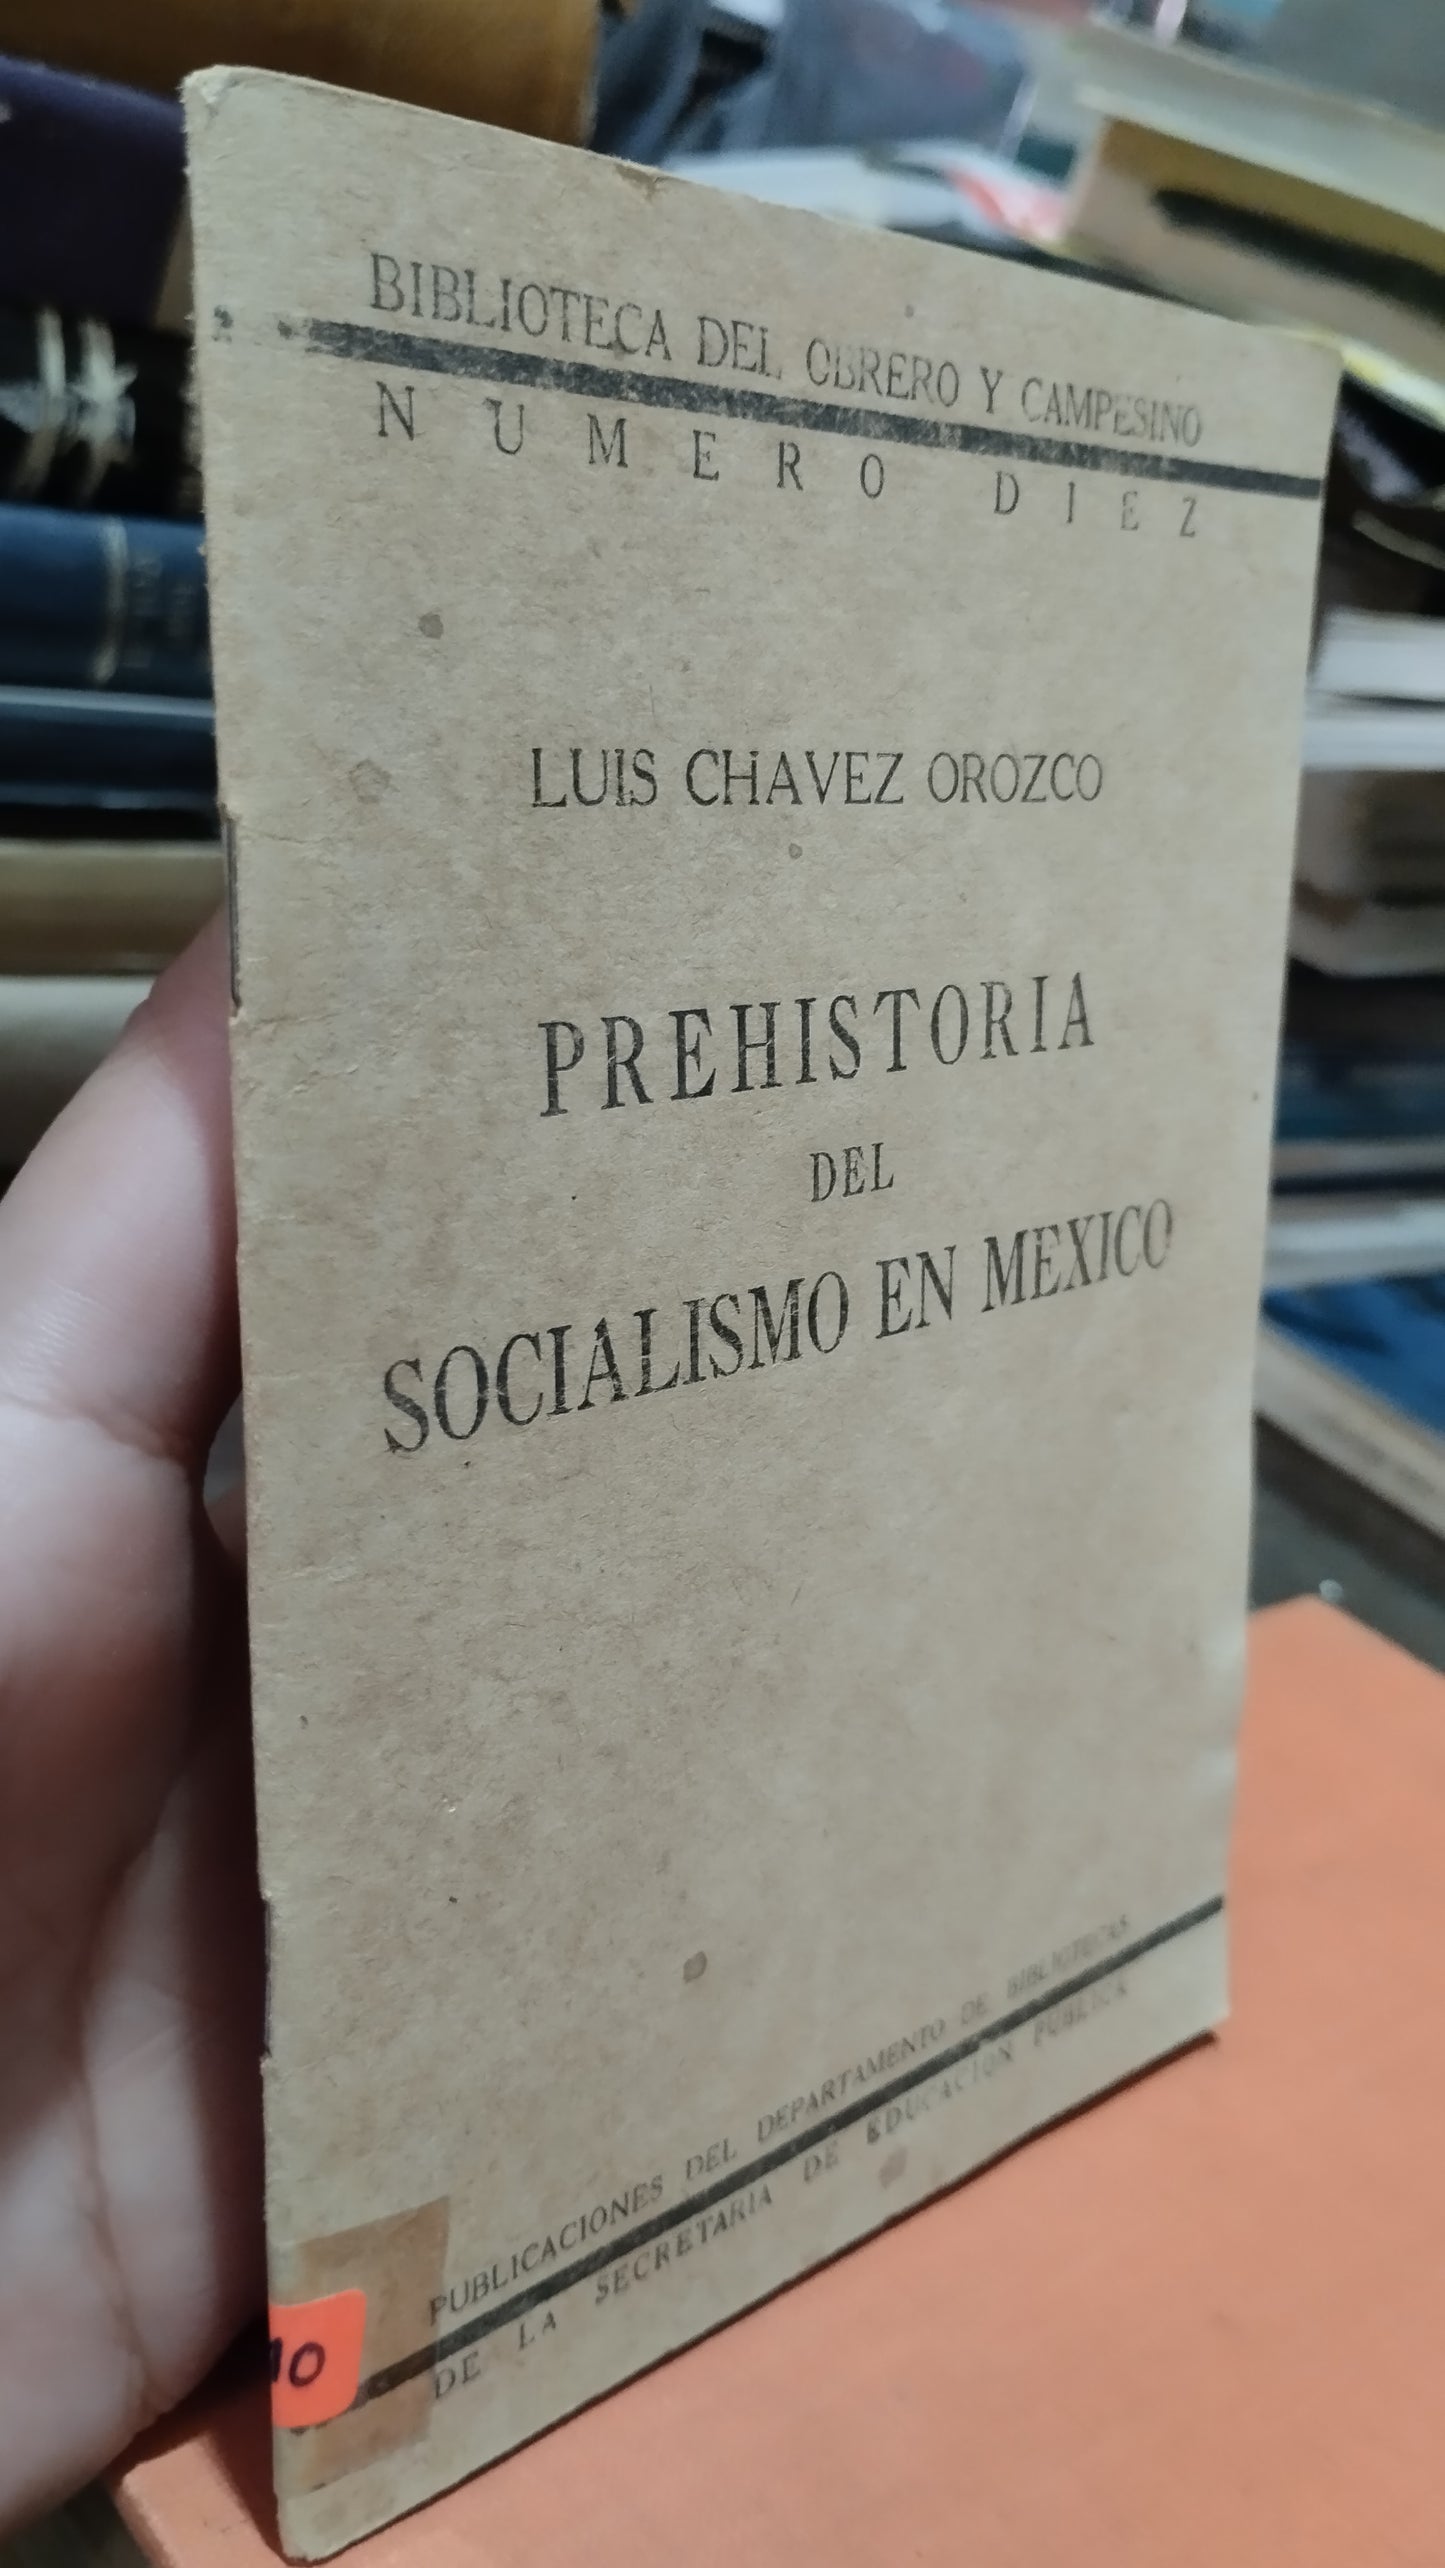 BIBLIOTECA DEL OBRERO Y CAMPESINO
NUMERO DIEZ
LUIS CHAVEZ OROZCO
PREHISTORIA
DEL
SOCIALISMO EN MEXICO
PUBLICACIONES DEL DEPARTAMENTO DE BIBLIOTECAS
DE LA SECRETARIA DE EDUCACION PUBLICA
10